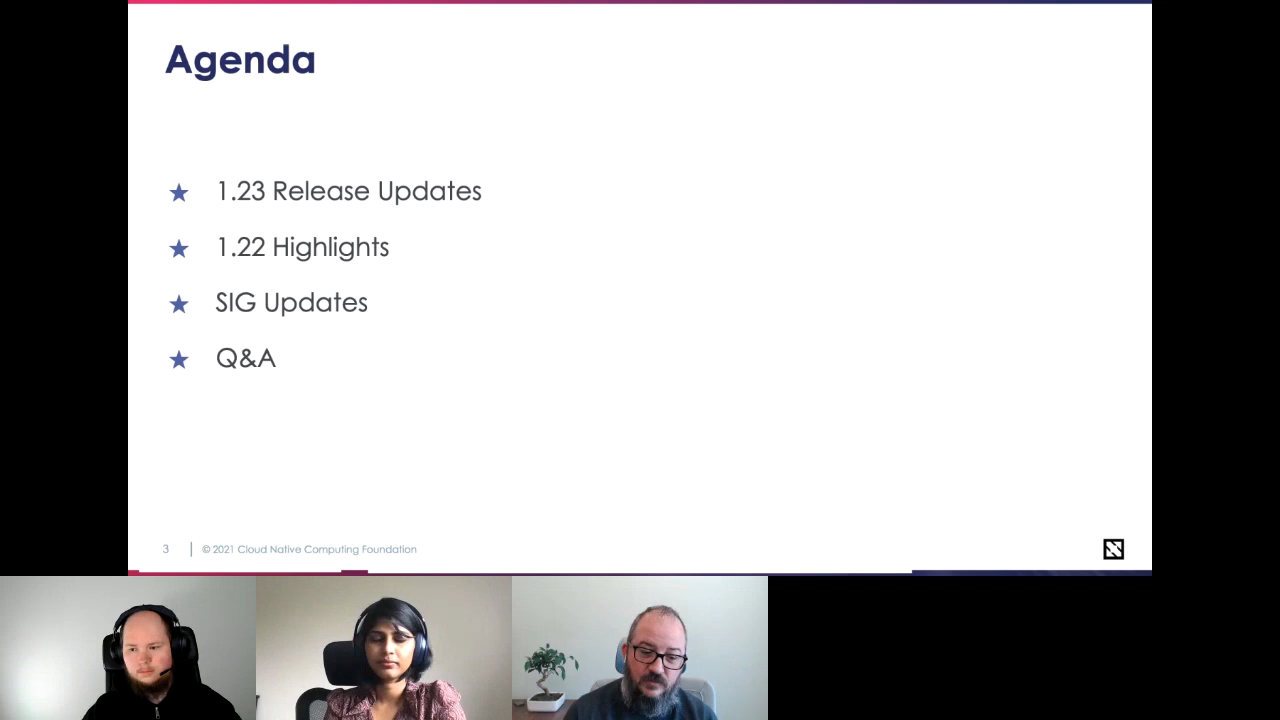 Agenda
★ 1.23 Release Updates
★ 1.22 Highlights
★ SIG Updates
★ Q&A
3 | © 2021 Cloud Native Computing Foundation